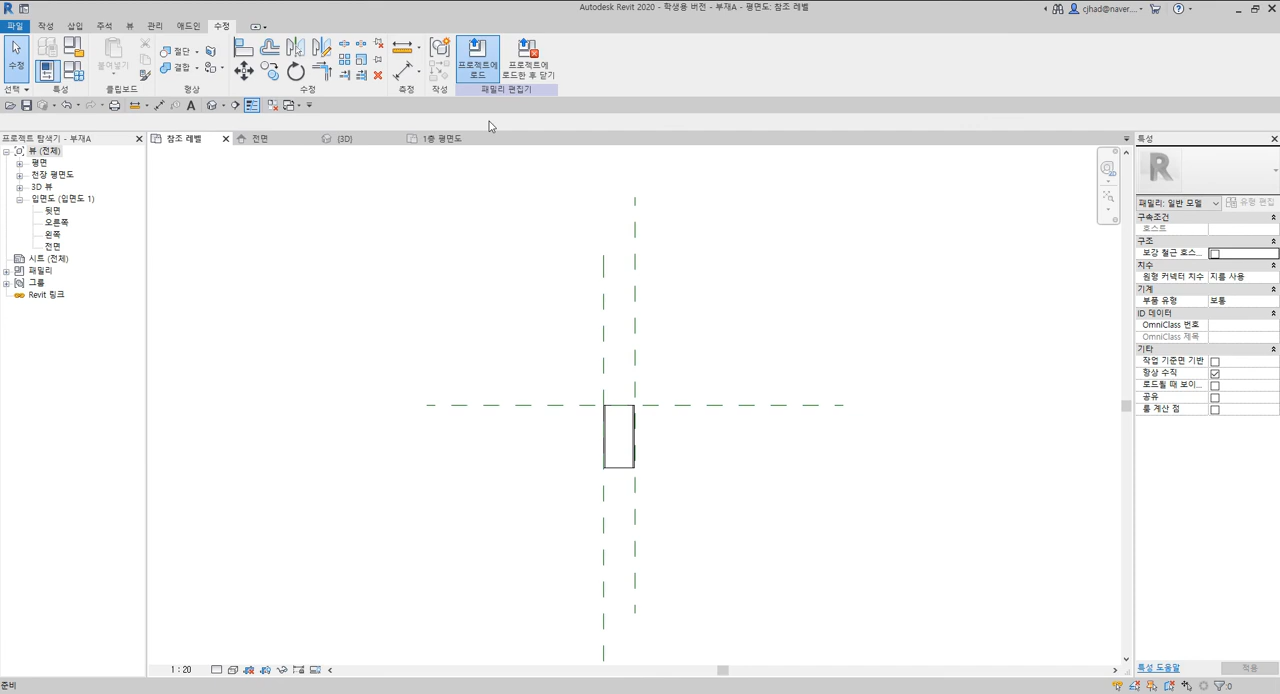 Autodesk Revit 2020 - 학생용 버전 - 부재A - 평면도: 참조 레벨
cjhad@naver....
파일 작성 삽입 주석 뷰 관리 애드인 수정
수정
붙여넣기
절단
결합
프로젝트에 로드
프로젝트에 로드한 후 닫기
선택 특성 클립보드 형상 수정 측정 작성 패밀리 편집기
프로젝트 탐색기 - 부재A
참조 레벨 전면 {3D} 1층 평면도
특성
뷰 (전체)
평면
천장 평면도
3D 뷰
입면도 (입면도 1)
뒷면
오른쪽
왼쪽
전면
시트 (전체)
패밀리
그룹
Revit 링크
패밀리: 일반 모델 유형 편집
구속조건
호스트
구조
보강 철근 호스...
치수
원형 커넥터 치수 지름 사용
기계
부품 유형 보통
ID 데이터
OmniClass 번호
OmniClass 제목
기타
작업 기준면 기반
항상 수직
로드될 때 보이...
공유
룸 계산 점
특성 도움말 적용
1 : 20
준비
:0